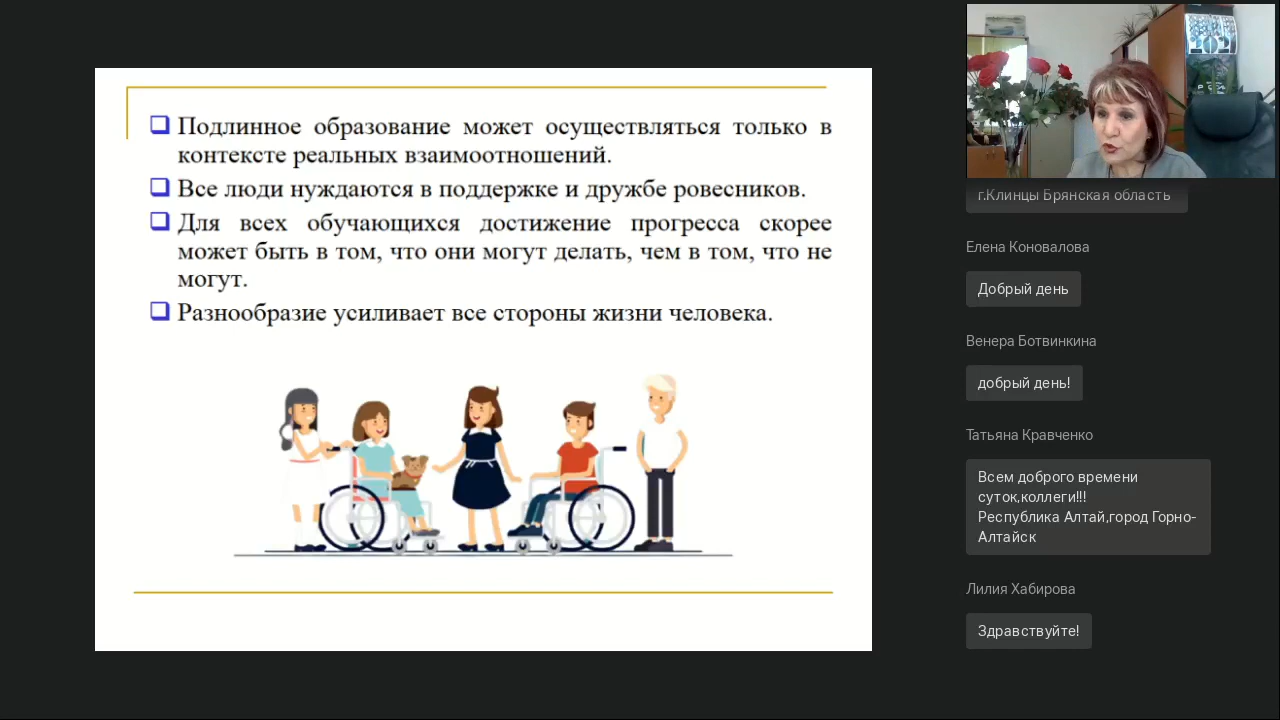 Подлинное образование может осуществляться только в
контексте реальных взаимоотношений.
Все люди нуждаются в поддержке и дружбе ровесников.
Для всех обучающихся достижение прогресса скорее
может быть в том, что они могут делать, чем в том, что не
могут.
Разнообразие усиливает все стороны жизни человека.
202
г.Клинцы Брянская область
Елена Коновалова
Добрый день
Венера Ботвинкина
добрый день!
Татьяна Кравченко
Всем доброго времени
суток,коллеги!!!
Республика Алтай,город Горно-
Алтайск
Лилия Хабирова
Здравствуйте!